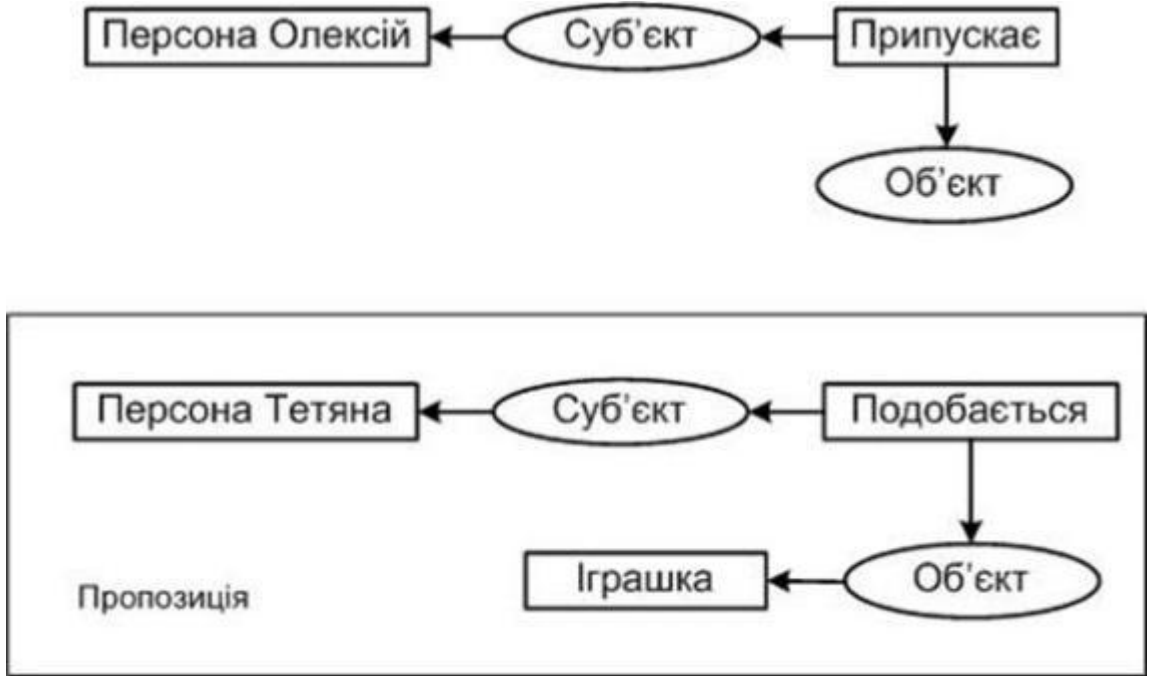 Персона Олексій Суб'єкт Припускає
Об'єкт
Персона Тетяна Суб'єкт Подобається
Іграшка Об'єкт
Пропозиція